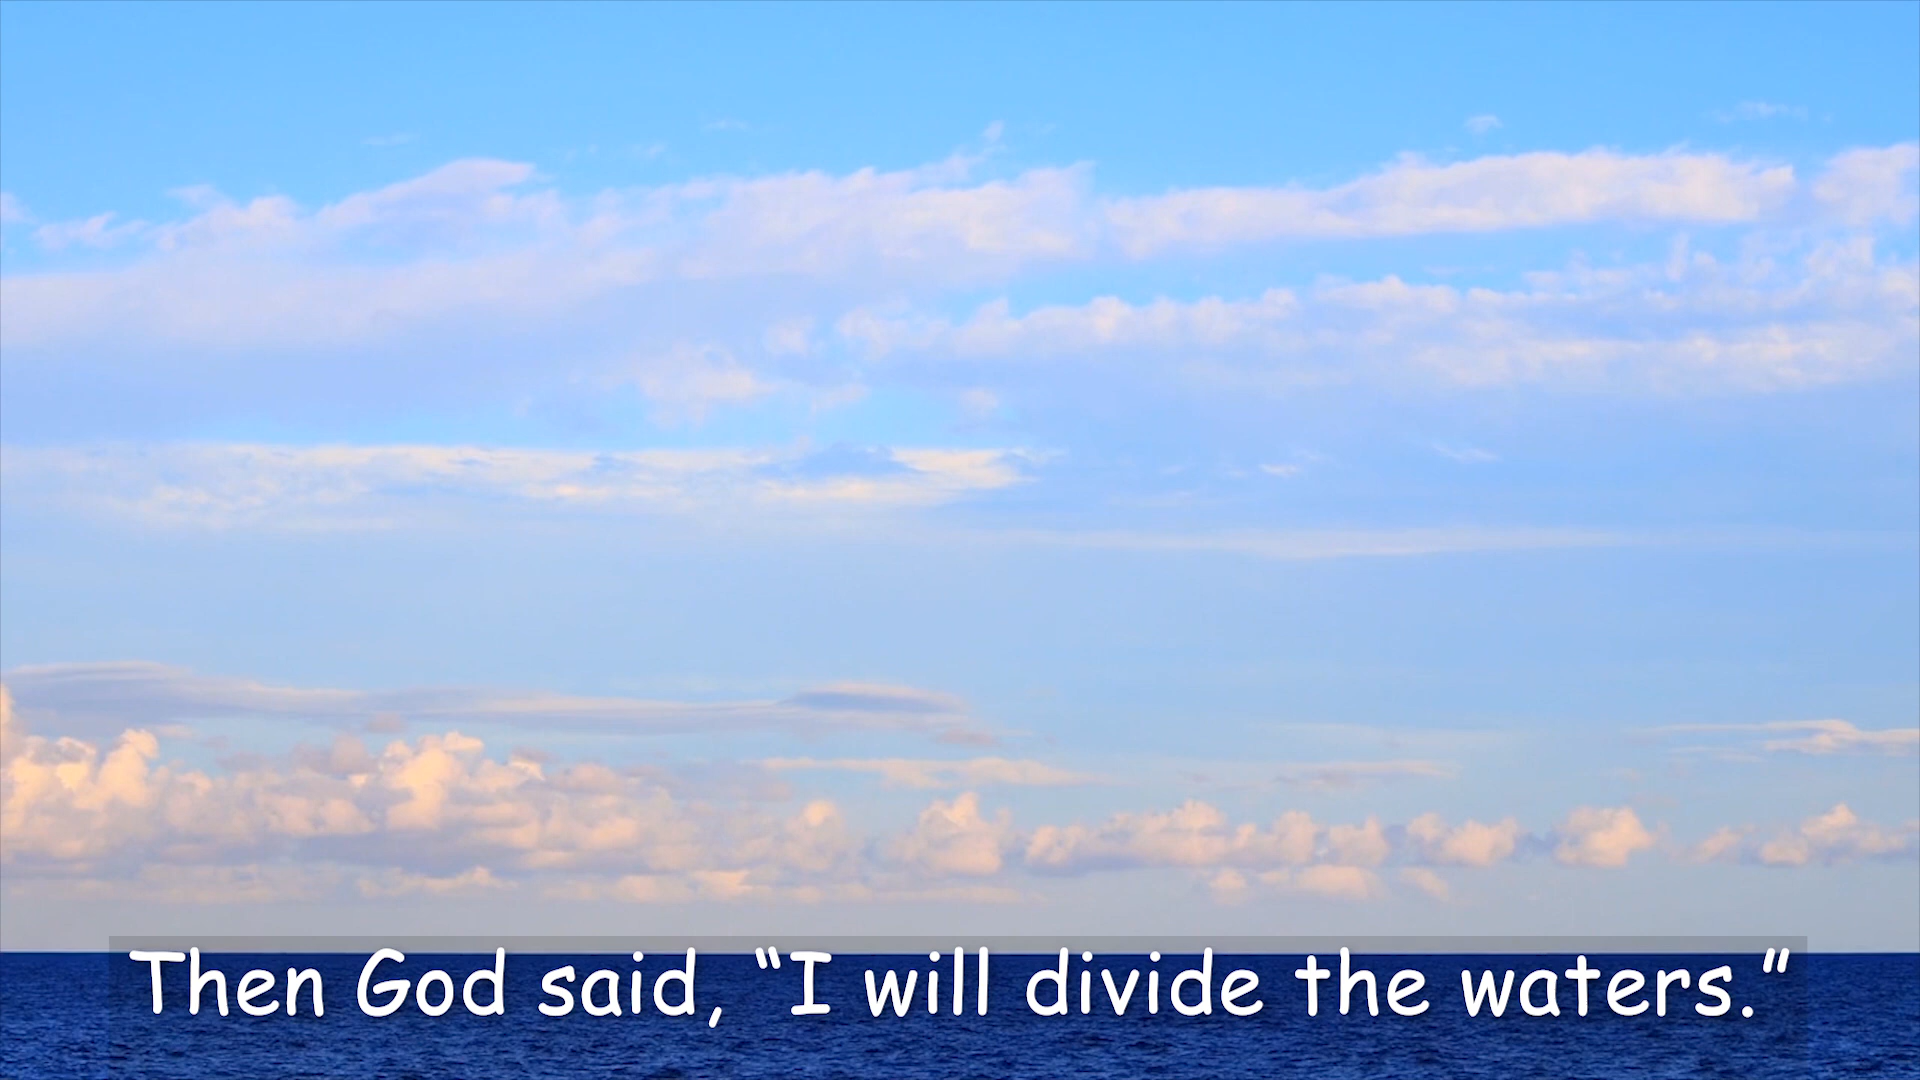 Then God said, “I will divide the waters.”